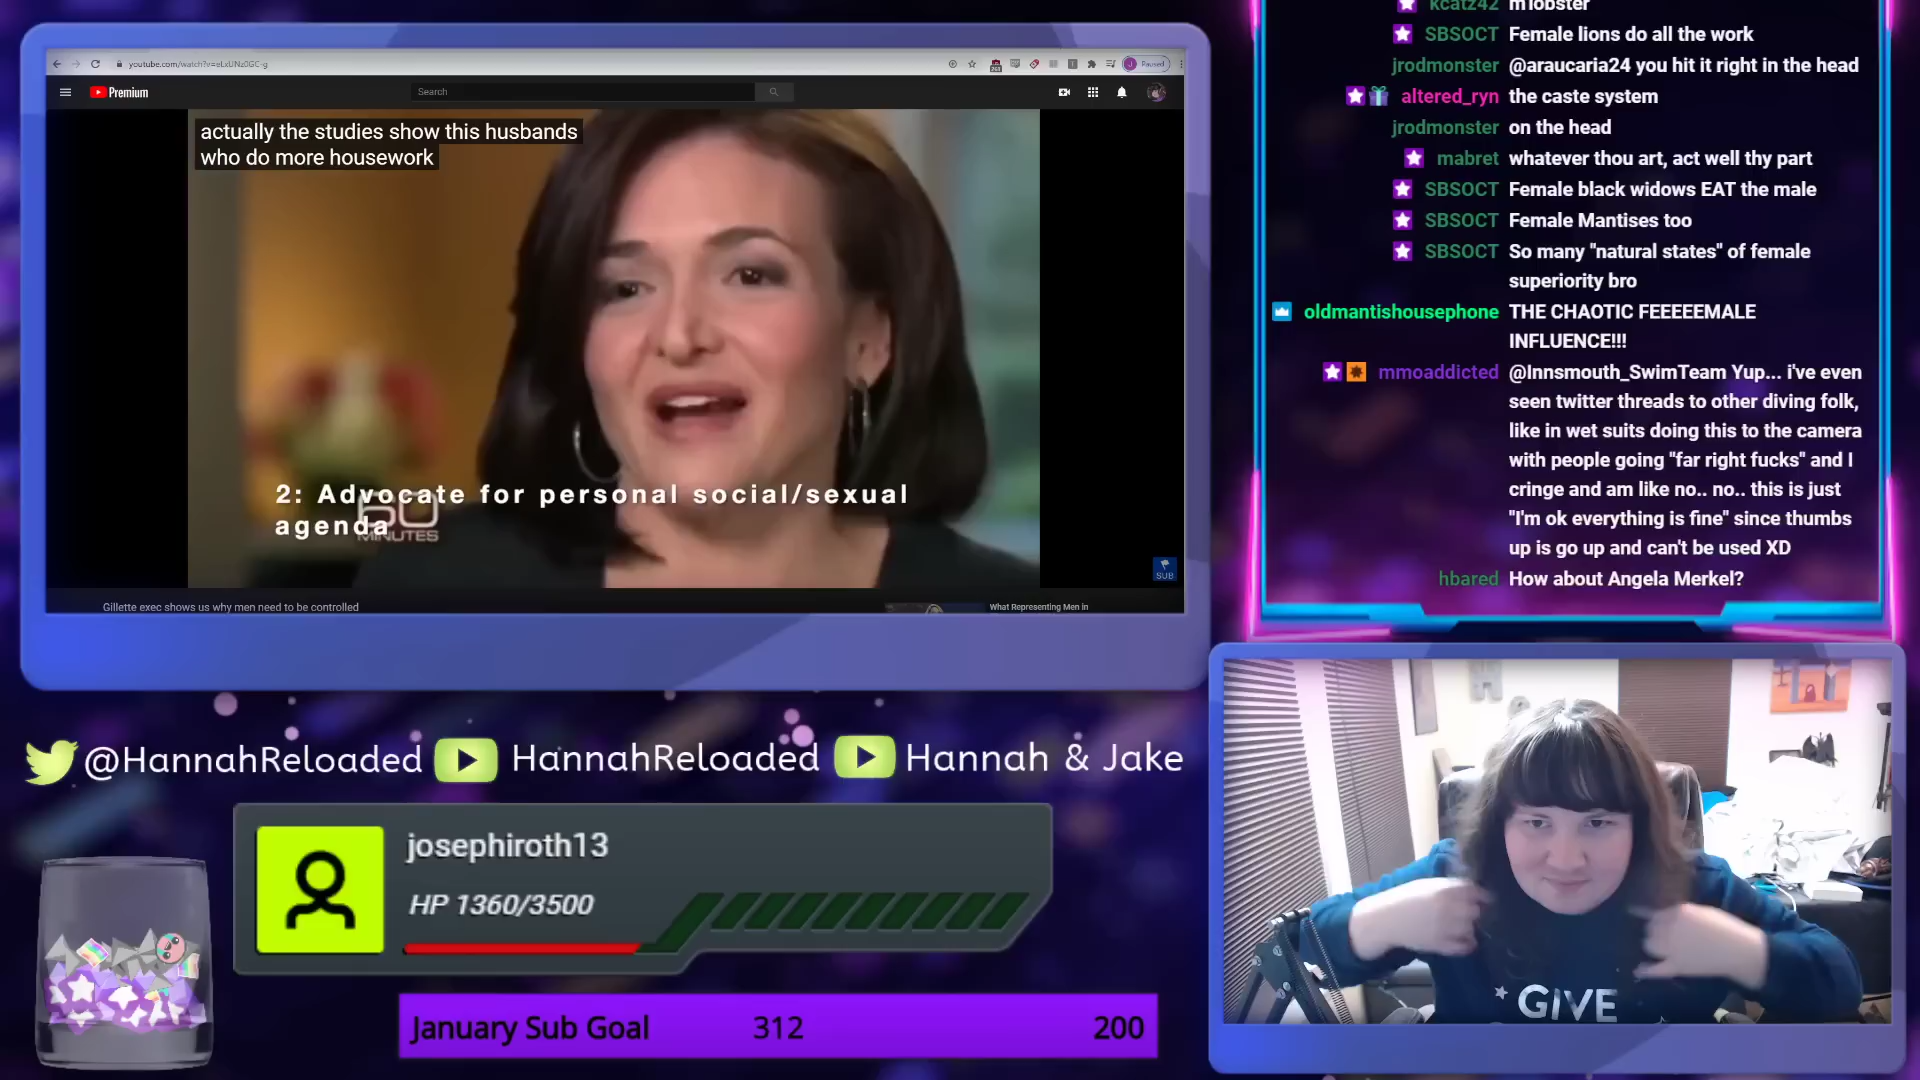 youtube.com/watch?v=eLxUNz0GC-g
Paused
Premium
Search
actually the studies show this husbands
who do more housework
2: Advocate for personal social/sexual
agenda
60
MINUTES
SUB
Gillette exec shows us why men need to be controlled
What Representing Men in
kcatz42 m'lobster
SBSOCT Female lions do all the work
jrodmonster @araucaria24 you hit it right in the head
altered_ryn the caste system
jrodmonster on the head
mabret whatever thou art, act well thy part
SBSOCT Female black widows EAT the male
SBSOCT Female Mantises too
SBSOCT So many "natural states" of female
superiority bro
oldmantishousephone THE CHAOTIC FEEEEEMALE
INFLUENCE!!!
mmoaddicted @Innsmouth_SwimTeam Yup... i've even
seen twitter threads to other diving folk,
like in wet suits doing this to the camera
with people going "far right fucks" and I
cringe and am like no.. no.. this is just
"I'm ok everything is fine" since thumbs
up is go up and can't be used XD
hbared How about Angela Merkel?
@HannahReloaded HannahReloaded Hannah & Jake
josephiroth13
HP 1360/3500
January Sub Goal 312 200
GIVE